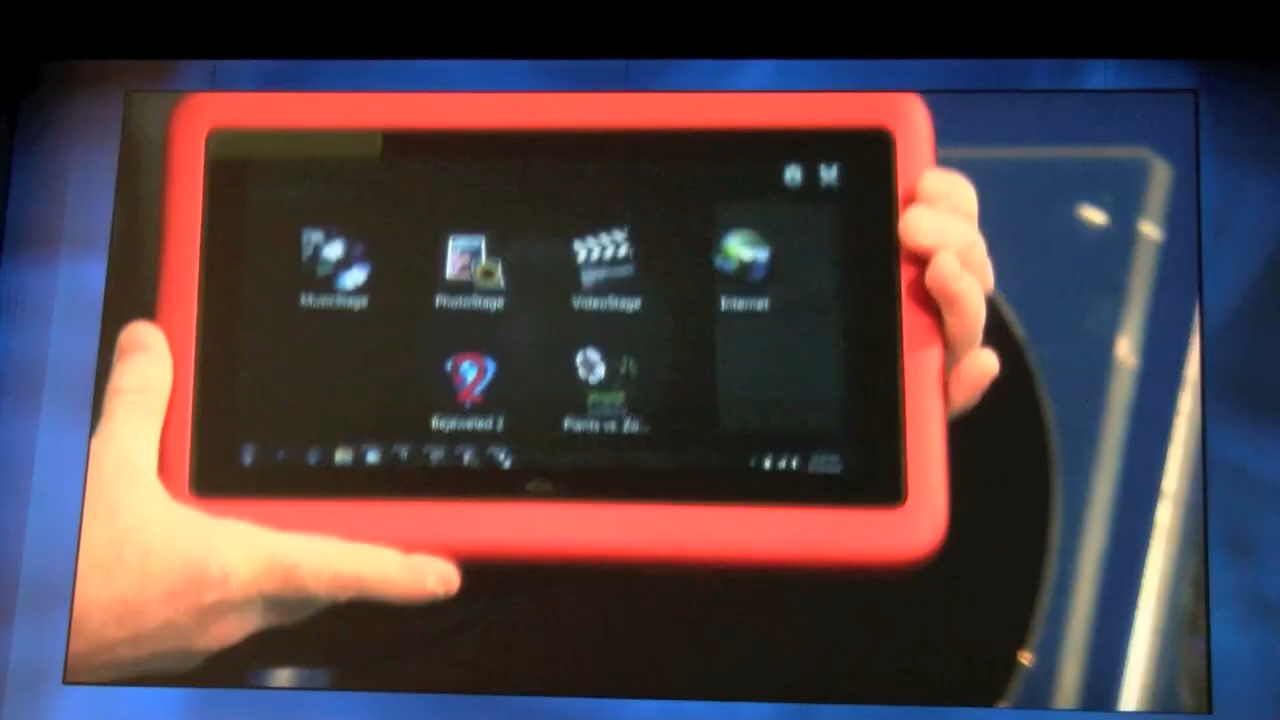 MusicStage
PhotoStage
VideoStage
Internet
Bejeweled 2
Plants vs. Zo...